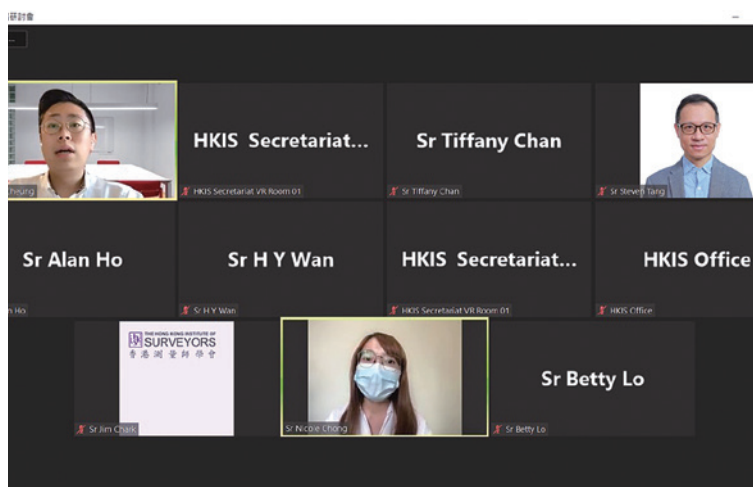 研討會
Cheung
HKIS Secretariat...
HKIS Secretariat VR Room 01
Sr Tiffany Chan
Sr Tiffany Chan
Sr Steven Tang
Sr Alan Ho
n Ho
Sr H Y Wan
Sr H Y Wan
HKIS Secretariat...
HKIS Secretariat VR Room 01
HKIS Office
HKIS Office
THE HONG KONG INSTITUTE OF
SURVEYORS
香港測量師學會
Sr Jim Chark
Sr Nicole Chong
Sr Betty Lo
Sr Betty Lo